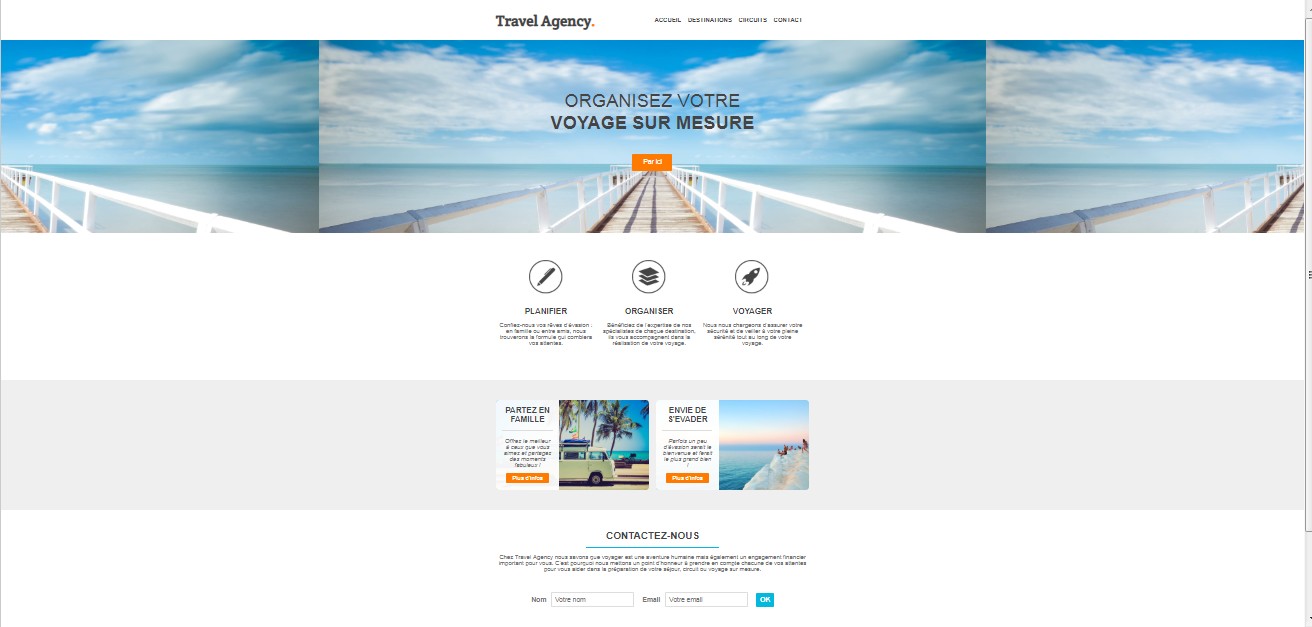 Travel Agency.
ACCUEIL DESTINATIONS CIRCUITS CONTACT
ORGANISEZ VOTRE
VOYAGE SUR MESURE
Par ici
PLANIFIER
Confiez-nous vos rêves d'évasion :
en famille ou entre amis, nous
trouverons la formule qui comblera
vos attentes.
ORGANISER
Bénéficiez de l'expertise de nos
spécialistes de chaque destination,
ils vous accompagnent dans la
réalisation de votre voyage.
VOYAGER
Nous nous chargeons d'assurer votre
sécurité et de veiller à votre pleine
sérénité tout au long de votre
voyage.
PARTEZ EN
FAMILLE
Offrez le meilleur
à ceux que vous
aimez et partagez
des moments
fabuleux !
Plus d'infos
ENVIE DE
S'EVADER
Parfois un peu
d'évasion serait le
bienvenue et ferait
le plus grand bien
!
Plus d'infos
CONTACTEZ-NOUS
Chez Travel Agency nous savons que voyager est une aventure humaine mais également un engagement financier
important pour vous. C'est pourquoi nous mettons un point d'honneur à prendre en compte chacune de vos attentes
pour vous aider dans la préparation de votre séjour, circuit ou voyage sur mesure.
Nom Votre nom Email Votre email OK